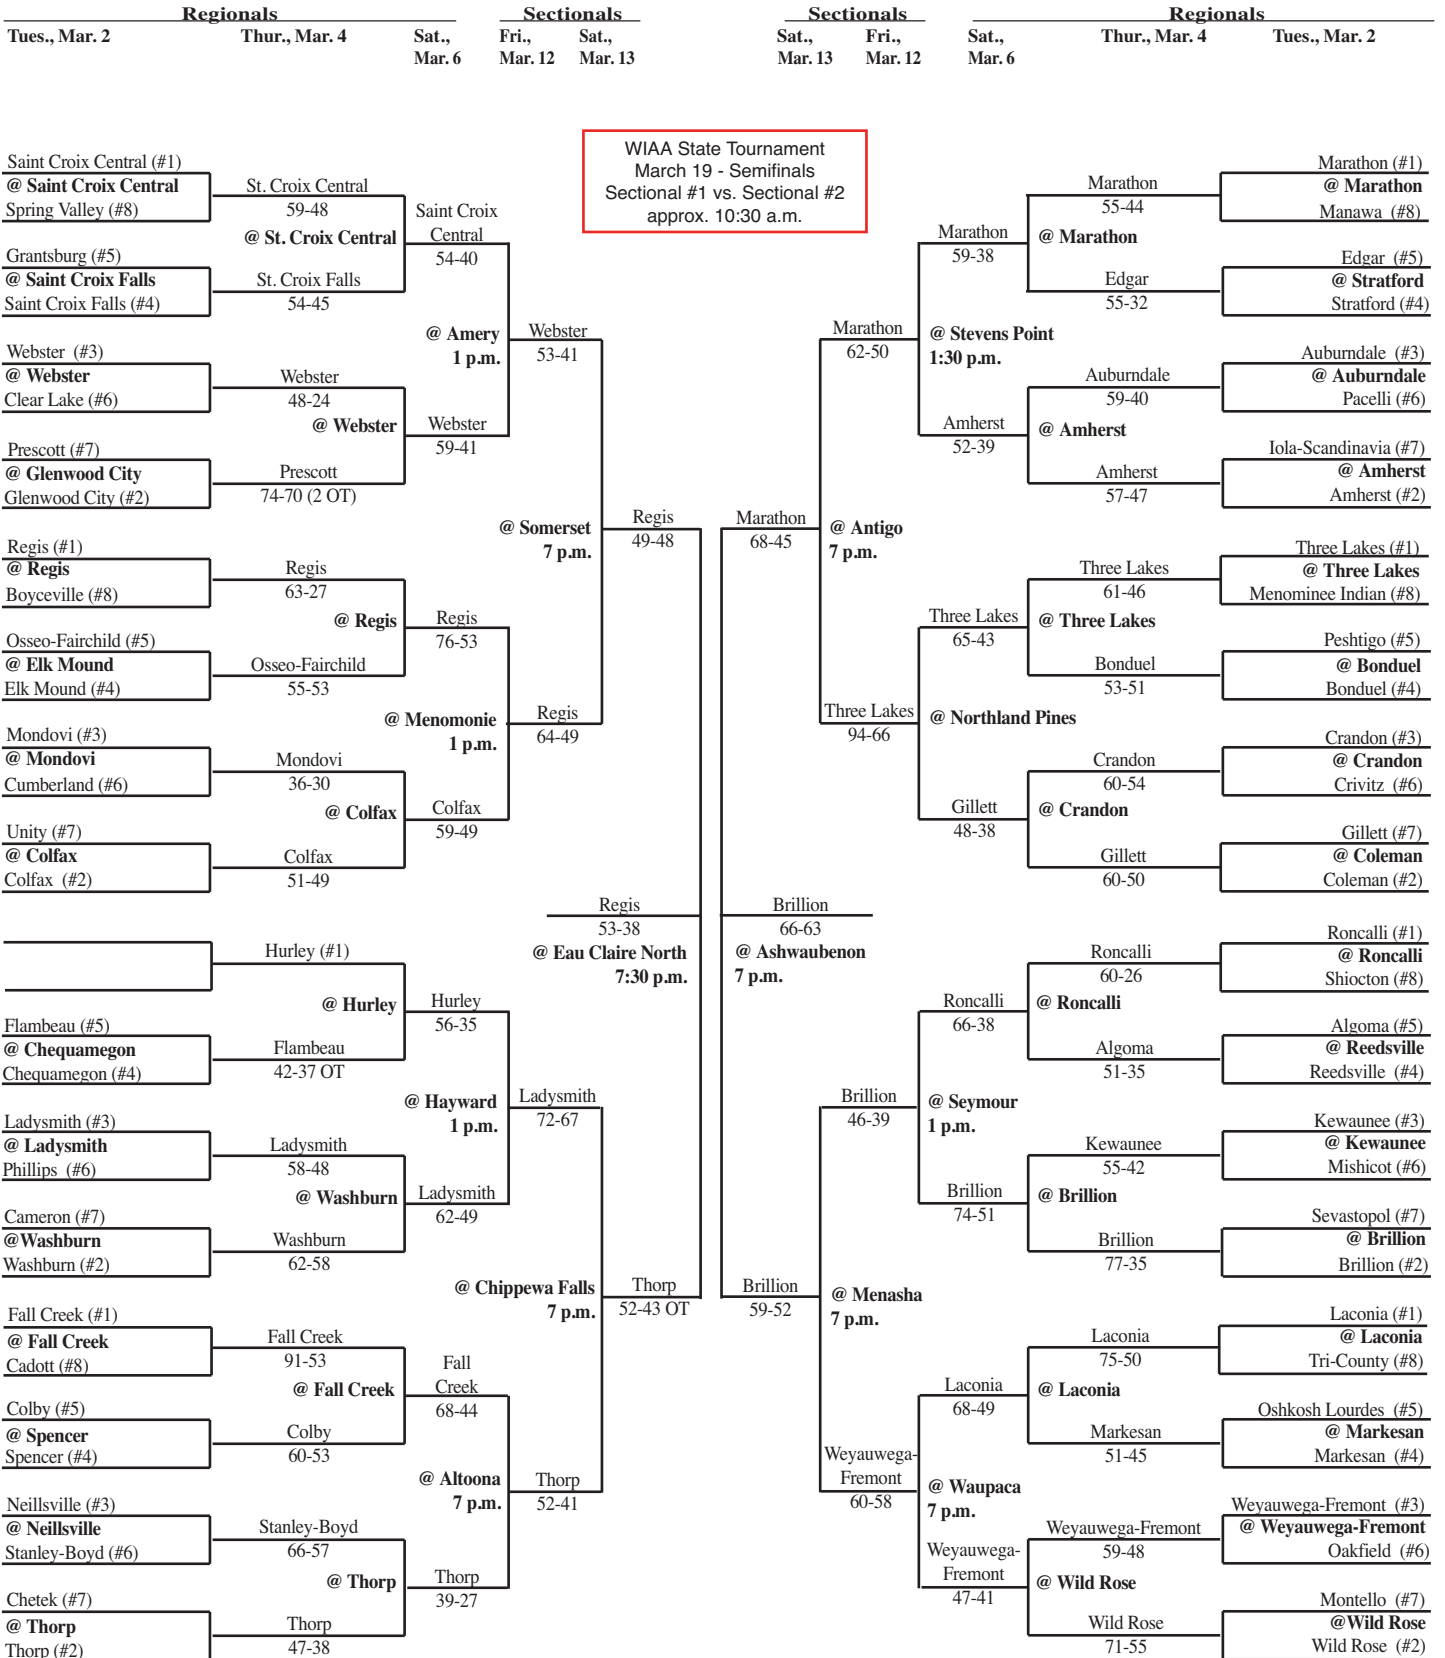 Regionals
Sectionals
Sectionals
Regionals
Tues., Mar. 2
Thur., Mar. 4
Sat.,
Mar. 6
Fri.,
Mar. 12
Sat.,
Mar. 13
Sat.,
Mar. 13
Fri.,
Mar. 12
Sat.,
Mar. 6
Thur., Mar. 4
Tues., Mar. 2
WIAA State Tournament
March 19 - Semifinals
Sectional #1 vs. Sectional #2
approx. 10:30 a.m.
Saint Croix Central (#1)
@ Saint Croix Central
Spring Valley (#8)
Grantsburg (#5)
@ Saint Croix Falls
Saint Croix Falls (#4)
Webster (#3)
@ Webster
Clear Lake (#6)
Prescott (#7)
@ Glenwood City
Glenwood City (#2)
Regis (#1)
@ Regis
Boyceville (#8)
Osseo-Fairchild (#5)
@ Elk Mound
Elk Mound (#4)
Mondovi (#3)
@ Mondovi
Cumberland (#6)
Unity (#7)
@ Colfax
Colfax (#2)
Flambeau (#5)
@ Chequamegon
Chequamegon (#4)
Ladysmith (#3)
@ Ladysmith
Phillips (#6)
Cameron (#7)
@Washburn
Washburn (#2)
Fall Creek (#1)
@ Fall Creek
Cadott (#8)
Colby (#5)
@ Spencer
Spencer (#4)
Neillsville (#3)
@ Neillsville
Stanley-Boyd (#6)
Chetek (#7)
@ Thorp
Thorp (#2)
St. Croix Central
59-48
@ St. Croix Central
St. Croix Falls
54-45
Webster
48-24
@ Webster
Prescott
74-70 (2 OT)
Regis
63-27
@ Regis
Osseo-Fairchild
55-53
Mondovi
36-30
@ Colfax
Colfax
51-49
Hurley (#1)
@ Hurley
Flambeau
42-37 OT
Ladysmith
58-48
@ Washburn
Washburn
62-58
Fall Creek
91-53
@ Fall Creek
Colby
60-53
Stanley-Boyd
66-57
@ Thorp
Thorp
47-38
Saint Croix
Central
54-40
@ Amery
1 p.m.
Webster
59-41
Regis
76-53
@ Menomonie
1 p.m.
Colfax
59-49
Hurley
56-35
@ Hayward
1 p.m.
Ladysmith
62-49
Fall
Creek
68-44
@ Altoona
7 p.m.
Thorp
39-27
Webster
53-41
@ Somerset
7 p.m.
Regis
64-49
Ladysmith
72-67
@ Chippewa Falls
7 p.m.
Thorp
52-41
Regis
49-48
Regis
53-38
@ Eau Claire North
7:30 p.m.
Thorp
52-43 OT
Marathon
68-45
Brillion
66-63
@ Ashwaubenon
7 p.m.
Brillion
59-52
Marathon
62-50
@ Antigo
7 p.m.
Three Lakes
94-66
Brillion
46-39
@ Menasha
7 p.m.
Weyauwega-
Fremont
60-58
Marathon
59-38
@ Stevens Point
1:30 p.m.
Amherst
52-39
Three Lakes
65-43
@ Northland Pines
Gillett
48-38
Roncalli
66-38
@ Seymour
1 p.m.
Brillion
74-51
Laconia
68-49
@ Waupaca
7 p.m.
Weyauwega-
Fremont
47-41
Marathon
55-44
@ Marathon
Edgar
55-32
Auburndale
59-40
@ Amherst
Amherst
57-47
Three Lakes
61-46
@ Three Lakes
Bonduel
53-51
Crandon
60-54
@ Crandon
Gillett
60-50
Roncalli
60-26
@ Roncalli
Algoma
51-35
Kewaunee
55-42
@ Brillion
Brillion
77-35
Laconia
75-50
@ Laconia
Markesan
51-45
Weyauwega-Fremont
59-48
@ Wild Rose
Wild Rose
71-55
Marathon (#1)
@ Marathon
Manawa (#8)
Edgar (#5)
@ Stratford
Stratford (#4)
Auburndale (#3)
@ Auburndale
Pacelli (#6)
Iola-Scandinavia (#7)
@ Amherst
Amherst (#2)
Three Lakes (#1)
@ Three Lakes
Menominee Indian (#8)
Peshtigo (#5)
@ Bonduel
Bonduel (#4)
Crandon (#3)
@ Crandon
Crivitz (#6)
Gillett (#7)
@ Coleman
Coleman (#2)
Roncalli (#1)
@ Roncalli
Shiocton (#8)
Algoma (#5)
@ Reedsville
Reedsville (#4)
Kewaunee (#3)
@ Kewaunee
Mishicot (#6)
Sevastopol (#7)
@ Brillion
Brillion (#2)
Laconia (#1)
@ Laconia
Tri-County (#8)
Oshkosh Lourdes (#5)
@ Markesan
Markesan (#4)
Weyauwega-Fremont (#3)
@ Weyauwega-Fremont
Oakfield (#6)
Montello (#7)
@Wild Rose
Wild Rose (#2)